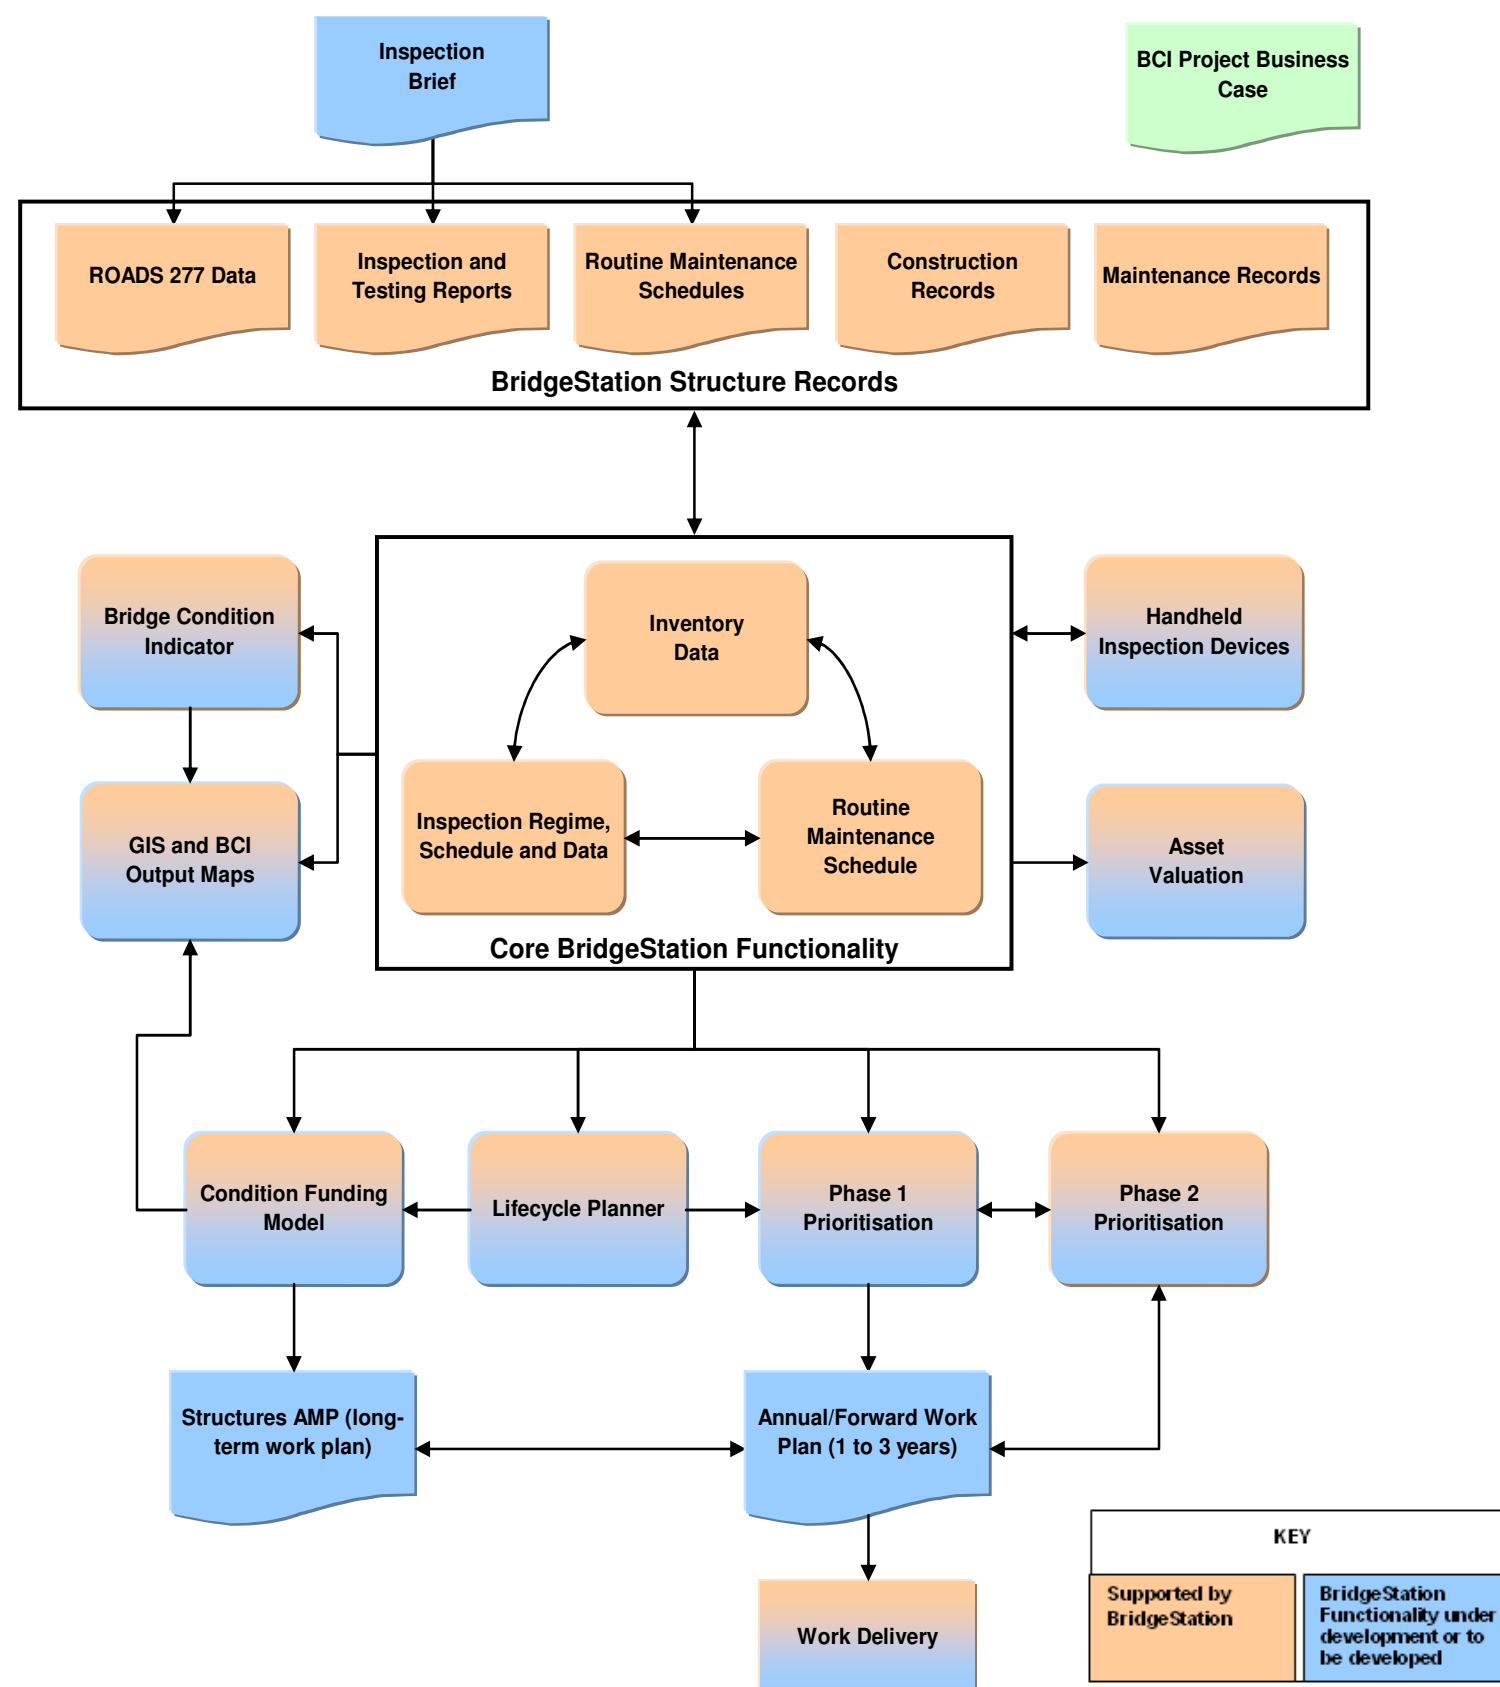 Inspection
Brief
BCI Project Business
Case
ROADS 277 Data
Inspection and
Testing Reports
Routine Maintenance
Schedules
Construction
Records
Maintenance Records
BridgeStation Structure Records
Bridge Condition
Indicator
Inventory
Data
Handheld
Inspection Devices
GIS and BCI
Output Maps
Inspection Regime,
Schedule and Data
Routine
Maintenance
Schedule
Asset
Valuation
Core BridgeStation Functionality
Condition Funding
Model
Lifecycle Planner
Phase 1
Prioritisation
Phase 2
Prioritisation
Structures AMP (long-
term work plan)
Annual/Forward Work
Plan (1 to 3 years)
Work Delivery
KEY
Supported by
BridgeStation
BridgeStation
Functionality under
development or to
be developed